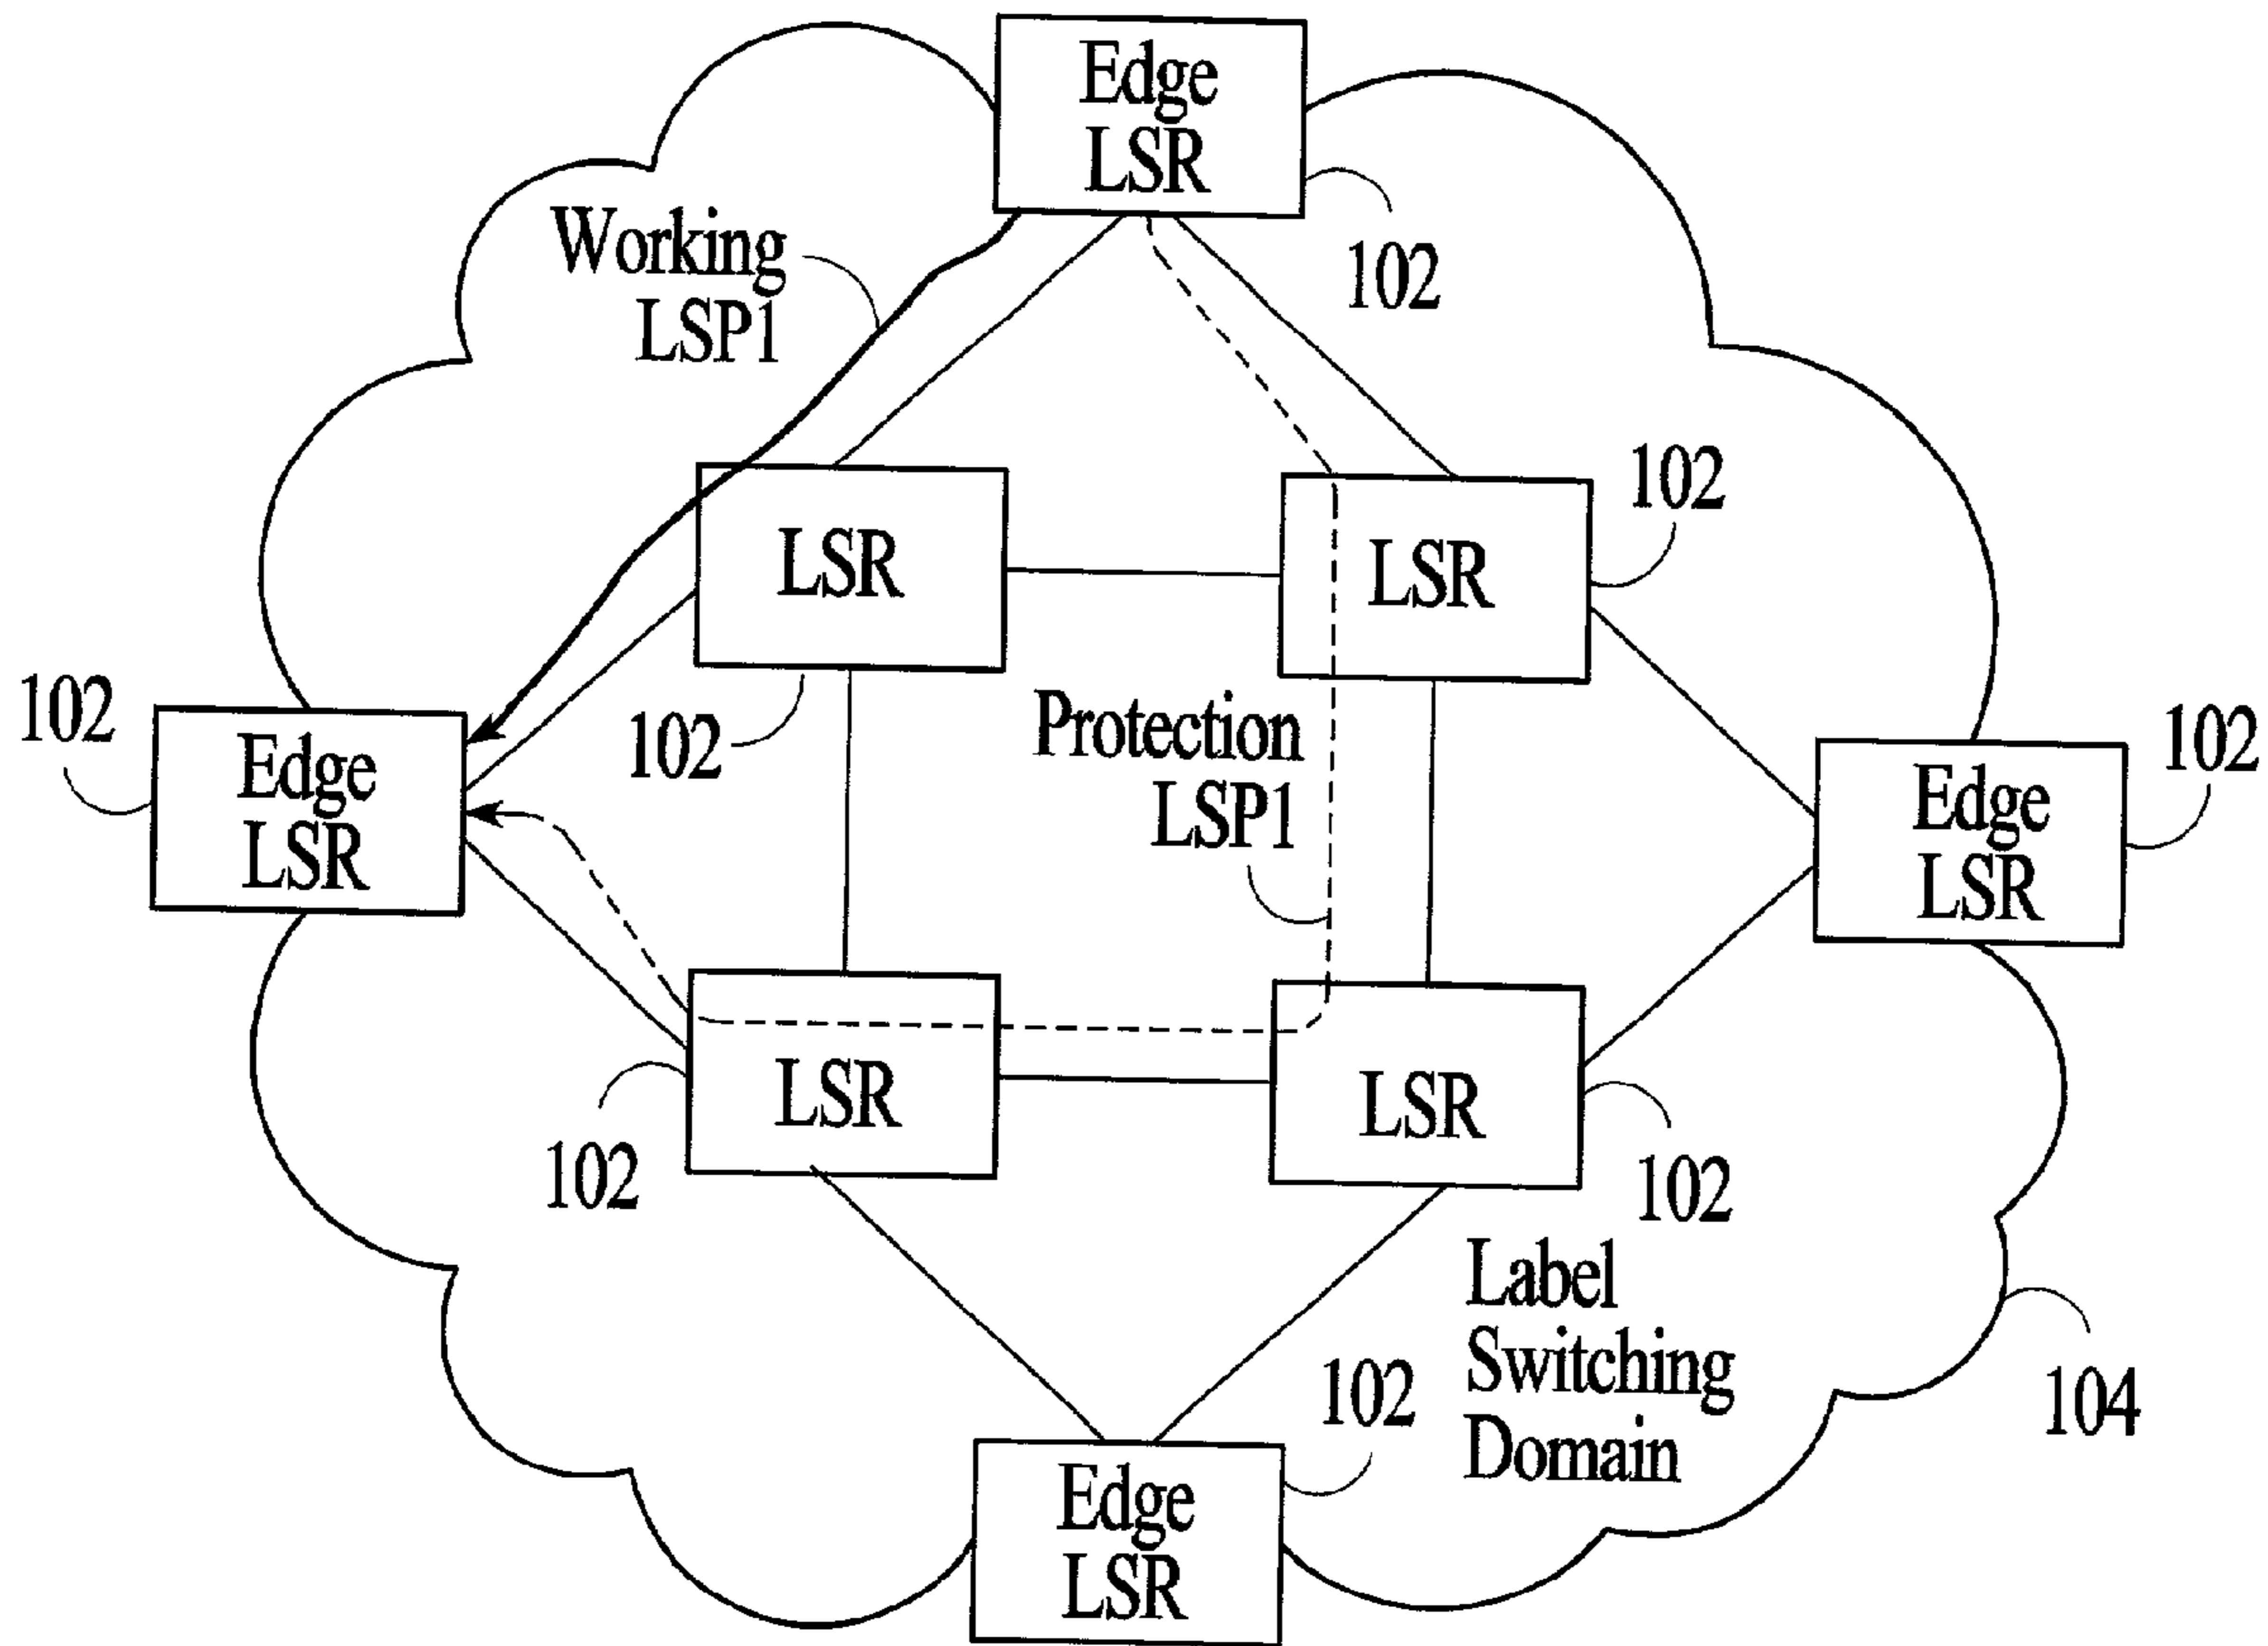 Edge
LSR
102
Working
LSP1
LSR
102
LSR
102
102
Edge
LSR
Protection
LSP1
102
Edge
LSR
102
LSR
102
LSR
102
Label
Switching
Domain
104
Edge
LSR
102